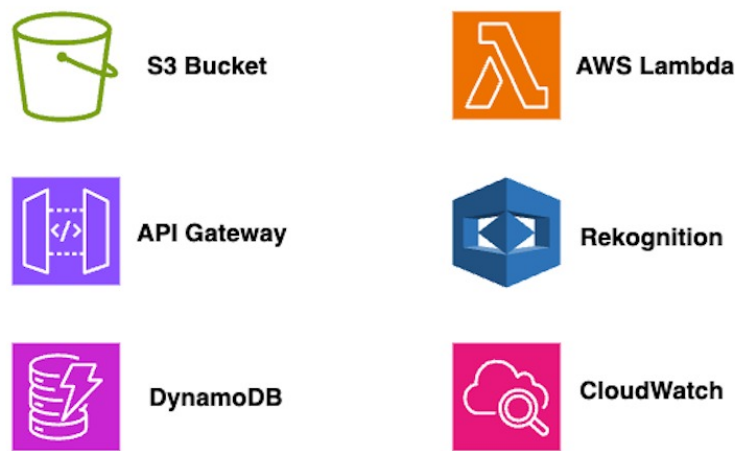 S3 Bucket
AWS Lambda
</>
API Gateway
Rekognition
DynamoDB
CloudWatch